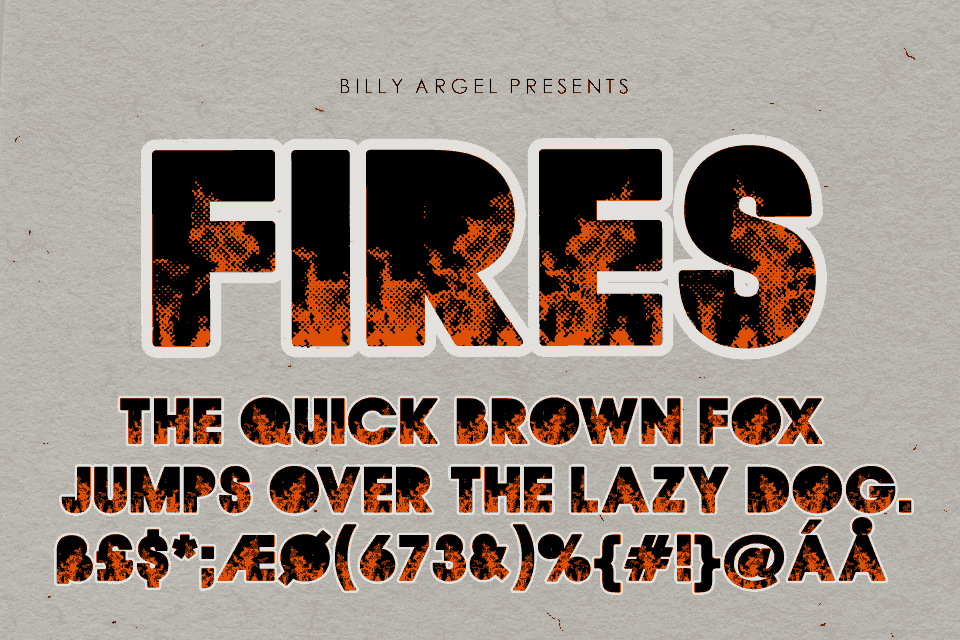 BILLY ARGEL PRESENTS
FIRES
THE QUICK BROWN FOX
JUMPS OVER THE LAZY DOG.
ß£$*;ÆØ(673&)%{#!}@ÁÅ